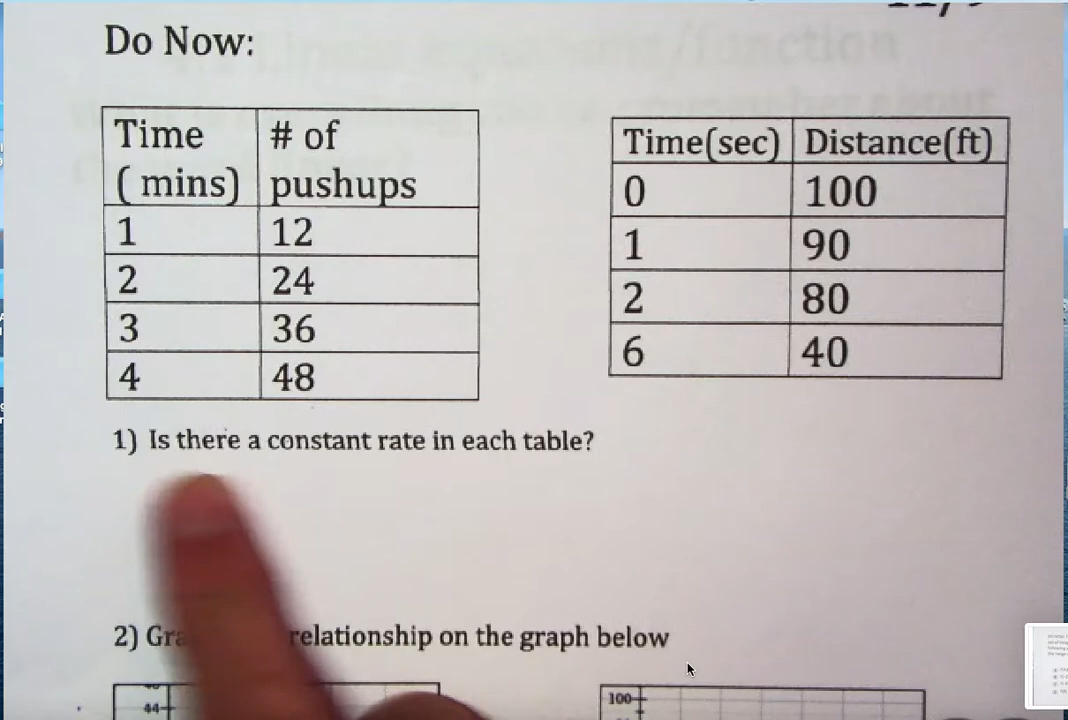 Do Now:
Time # of
( mins) pushups
1 12
2 24
3 36
4 48
Time(sec) Distance(ft)
0 100
1 90
2 80
6 40
1) Is there a constant rate in each table?
2) relationship on the graph below
44
100